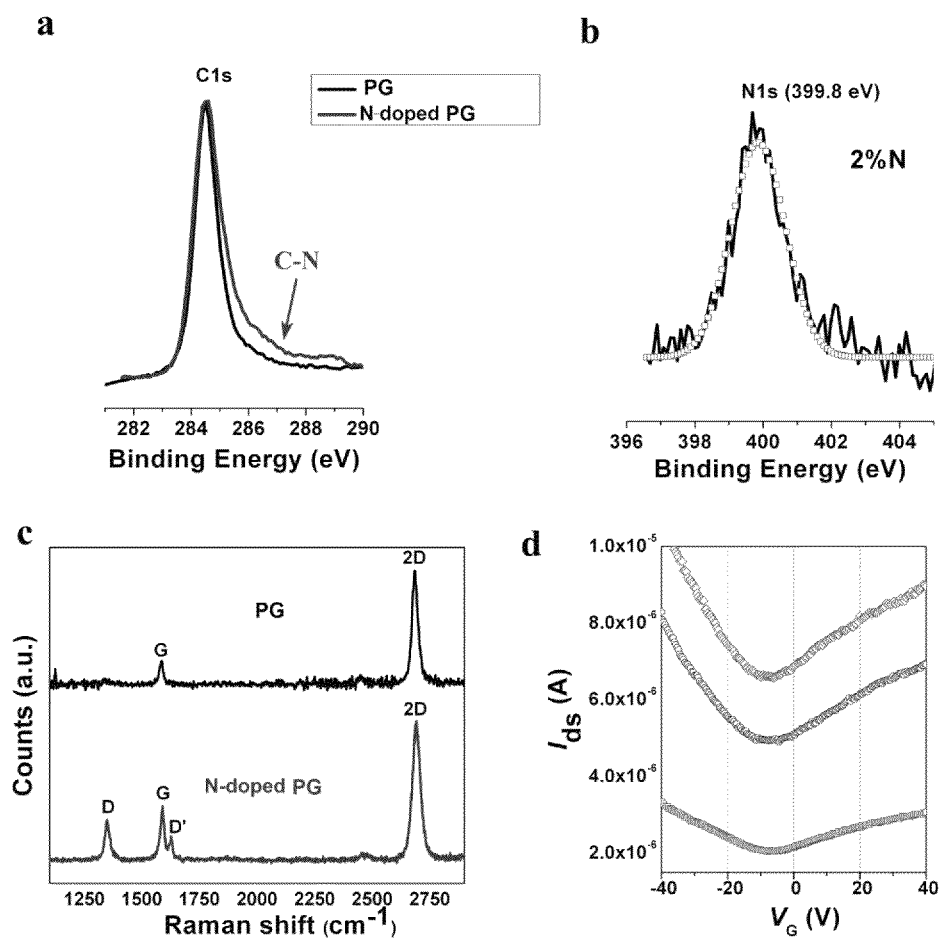 a
C1s
PG
N-doped PG
C-N
282 284 286 288 290
Binding Energy (eV)
b
N1s (399.8 eV)
2%N
396 398 400 402 404
Binding Energy (eV)
c
2D
PG
G
2D
N-doped PG
D G D'
Counts (a.u.)
1250 1500 1750 2000 2250 2500 2750
Raman shift (cm-1)
d
1.0x10-5
8.0x10-6
6.0x10-6
4.0x10-6
2.0x10-6
Ids (A)
-40 -20 0 20 40
VG (V)